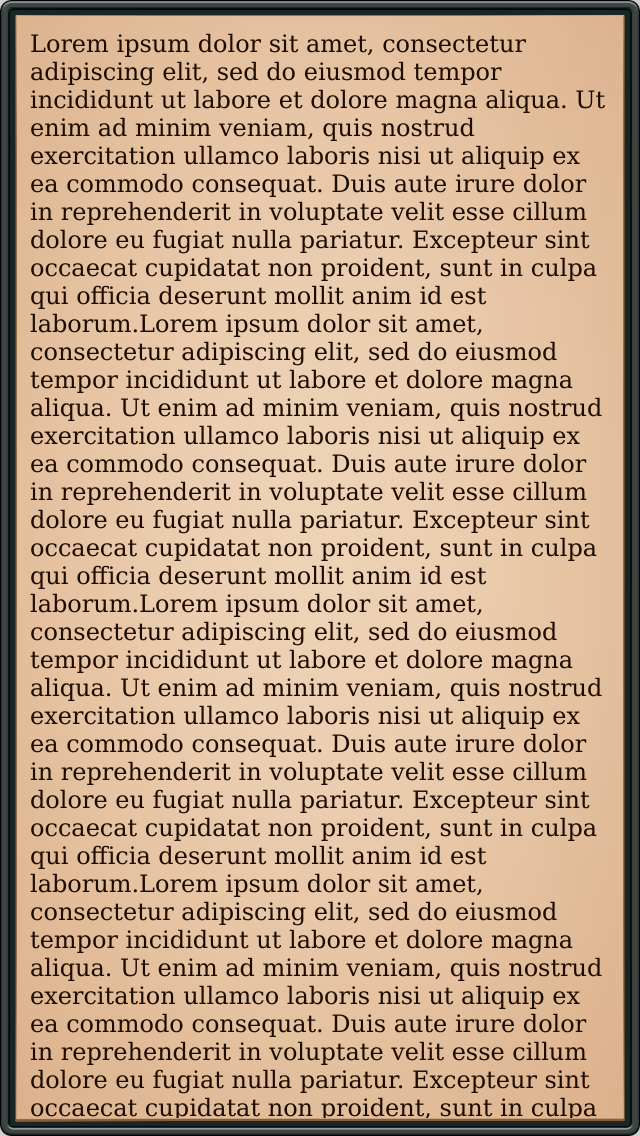 Lorem ipsum dolor sit amet, consectetur
adipiscing elit, sed do eiusmod tempor
incididunt ut labore et dolore magna aliqua. Ut
enim ad minim veniam, quis nostrud
exercitation ullamco laboris nisi ut aliquip ex
ea commodo consequat. Duis aute irure dolor
in reprehenderit in voluptate velit esse cillum
dolore eu fugiat nulla pariatur. Excepteur sint
occaecat cupidatat non proident, sunt in culpa
qui officia deserunt mollit anim id est
laborum.Lorem ipsum dolor sit amet,
consectetur adipiscing elit, sed do eiusmod
tempor incididunt ut labore et dolore magna
aliqua. Ut enim ad minim veniam, quis nostrud
exercitation ullamco laboris nisi ut aliquip ex
ea commodo consequat. Duis aute irure dolor
in reprehenderit in voluptate velit esse cillum
dolore eu fugiat nulla pariatur. Excepteur sint
occaecat cupidatat non proident, sunt in culpa
qui officia deserunt mollit anim id est
laborum.Lorem ipsum dolor sit amet,
consectetur adipiscing elit, sed do eiusmod
tempor incididunt ut labore et dolore magna
aliqua. Ut enim ad minim veniam, quis nostrud
exercitation ullamco laboris nisi ut aliquip ex
ea commodo consequat. Duis aute irure dolor
in reprehenderit in voluptate velit esse cillum
dolore eu fugiat nulla pariatur. Excepteur sint
occaecat cupidatat non proident, sunt in culpa
qui officia deserunt mollit anim id est
laborum.Lorem ipsum dolor sit amet,
consectetur adipiscing elit, sed do eiusmod
tempor incididunt ut labore et dolore magna
aliqua. Ut enim ad minim veniam, quis nostrud
exercitation ullamco laboris nisi ut aliquip ex
ea commodo consequat. Duis aute irure dolor
in reprehenderit in voluptate velit esse cillum
dolore eu fugiat nulla pariatur. Excepteur sint
occaecat cupidatat non proident, sunt in culpa